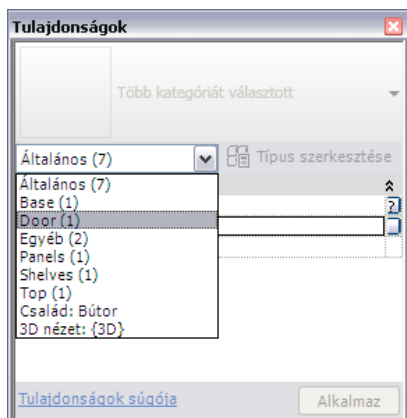 Tulajdonságok
Több kategóriát választott
Általános (7)
Típus szerkesztése
Általános (7)
Base (1)
Door (1)
Egyéb (2)
Panels (1)
Shelves (1)
Top (1)
Család: Bútor
3D nézet: {3D}
Tulajdonságok súgója
Alkalmaz